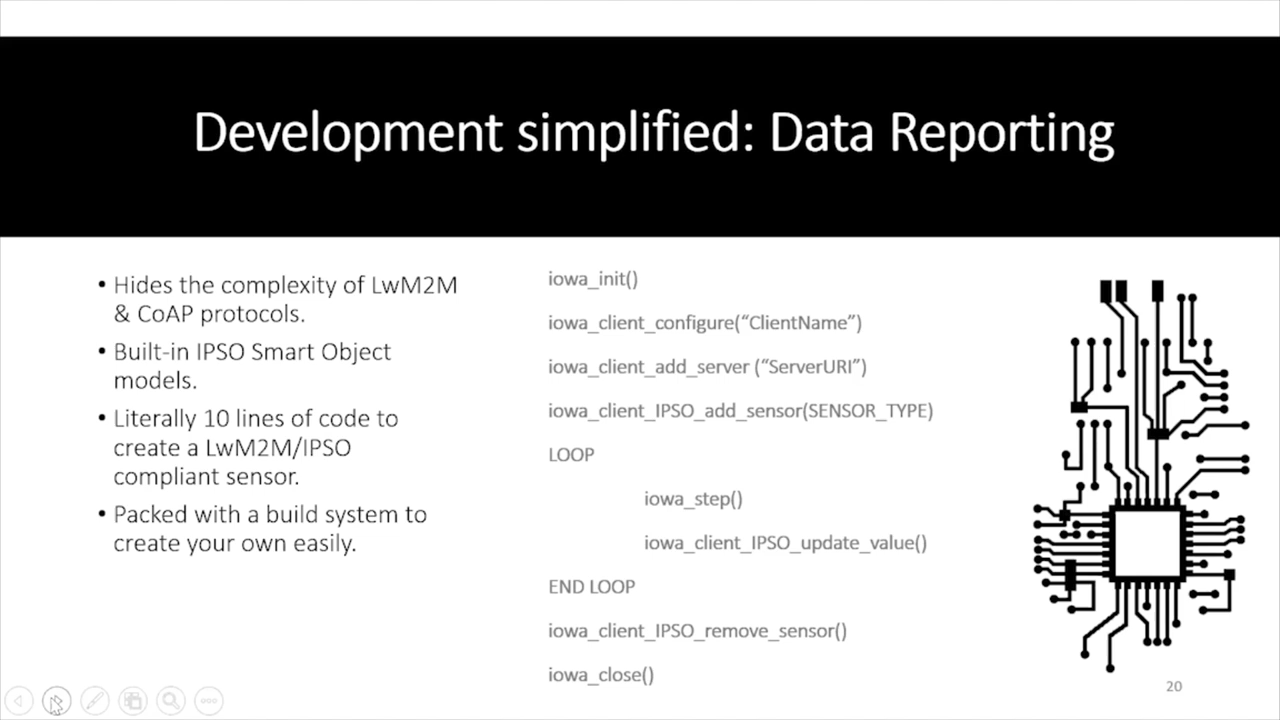 Development simplified: Data Reporting
• Hides the complexity of LwM2M
& CoAP protocols.
• Built-in IPSO Smart Object
models.
• Literally 10 lines of code to
create a LwM2M/IPSO
compliant sensor.
• Packed with a build system to
create your own easily.
iowa_init()
iowa_client_configure(“ClientName”)
iowa_client_add_server (“ServerURI”)
iowa_client_IPSO_add_sensor(SENSOR_TYPE)
LOOP
iowa_step()
iowa_client_IPSO_update_value()
END LOOP
iowa_client_IPSO_remove_sensor()
iowa_close()
20